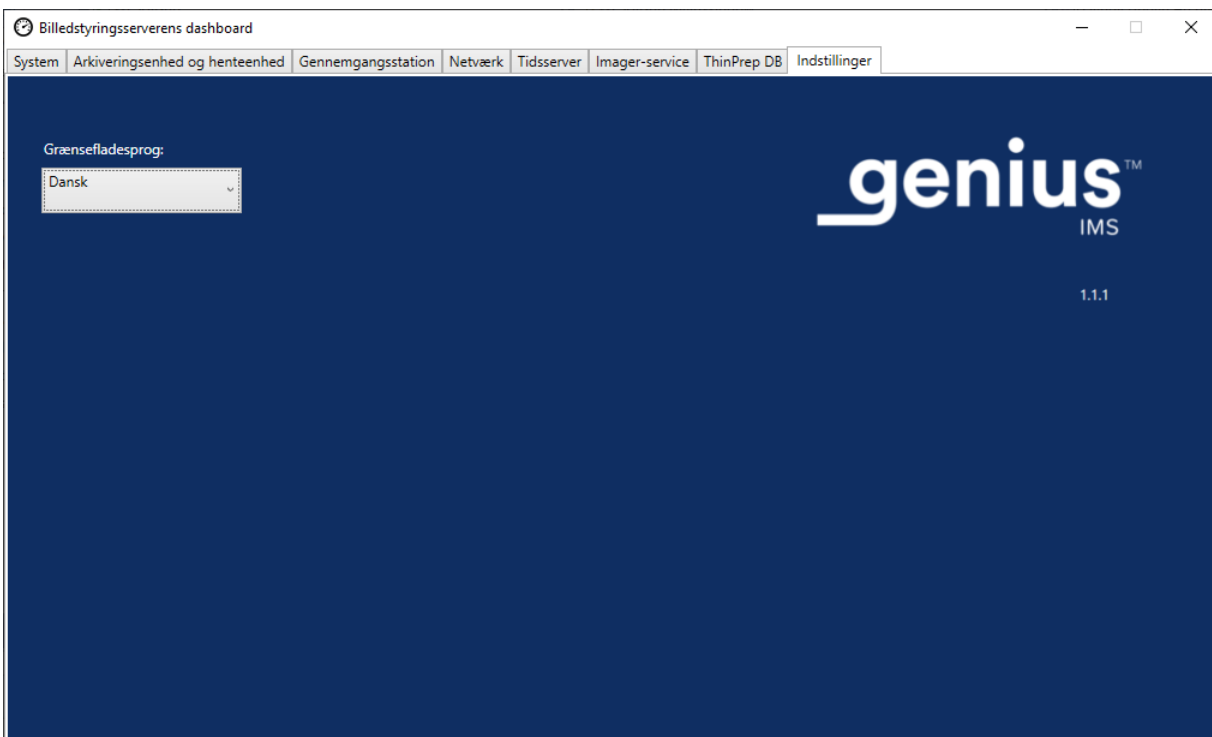 Billedstyringsserverens dashboard
System Arkiveringsenhed og henteenhed Gennemgangsstation Netværk Tidsserver Imager-service ThinPrep DB Indstillinger
Grænsefladesprog:
Dansk
genius™
IMS
1.1.1